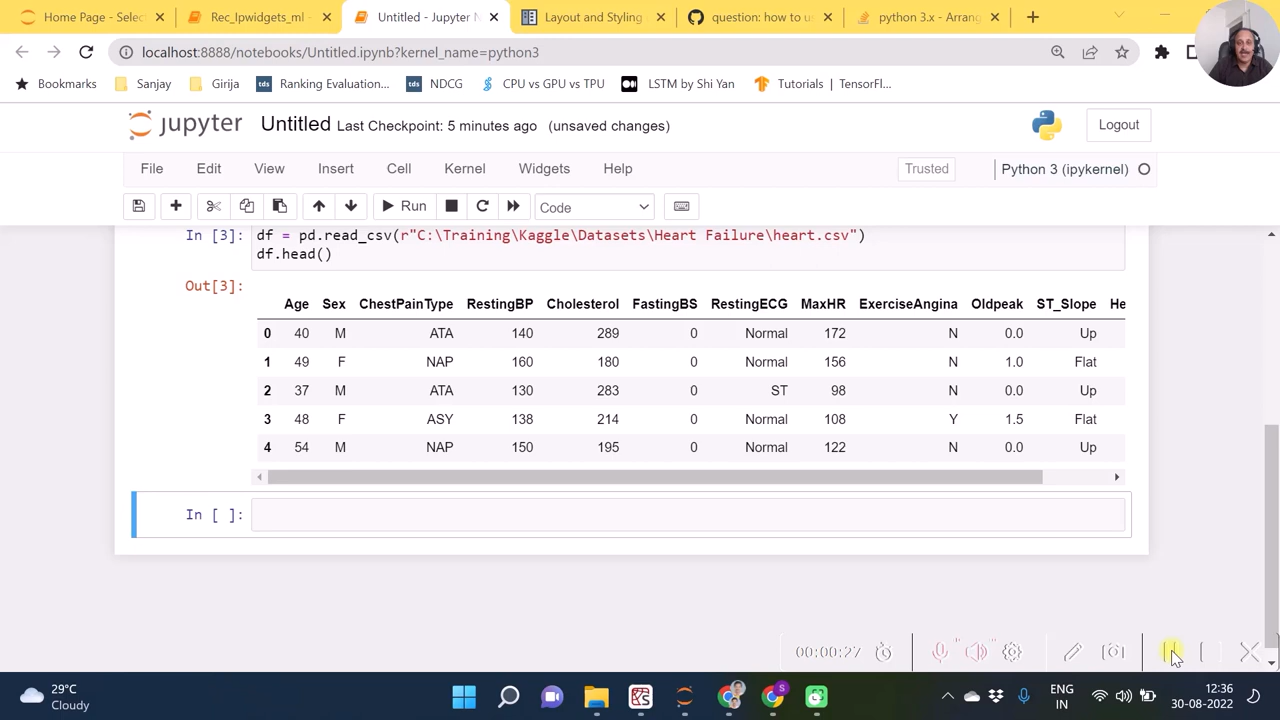 Home Page - Selec
Rec_Ipwidgets_ml -
Untitled - Jupyter N
Layout and Styling
question: how to u
python 3.x - Arrang
localhost:8888/notebooks/Untitled.ipynb?kernel_name=python3
Bookmarks
Sanjay
Girija
tds
Ranking Evaluation...
tds
NDCG
CPU vs GPU vs TPU
LSTM by Shi Yan
Tutorials | TensorFl...
jupyter
Untitled Last Checkpoint: 5 minutes ago (unsaved changes)
Logout
File
Edit
View
Insert
Cell
Kernel
Widgets
Help
Trusted
Python 3 (ipykernel)
Run
Code
In [3]:
df = pd.read_csv(r"C:\Training\Kaggle\Datasets\Heart Failure\heart.csv")
df.head()
Out[3]:
Age Sex ChestPainType RestingBP Cholesterol FastingBS RestingECG MaxHR ExerciseAngina Oldpeak ST_Slope He
0 40 M ATA 140 289 0 Normal 172 N 0.0 Up
1 49 F NAP 160 180 0 Normal 156 N 1.0 Flat
2 37 M ATA 130 283 0 ST 98 N 0.0 Up
3 48 F ASY 138 214 0 Normal 108 Y 1.5 Flat
4 54 M NAP 150 195 0 Normal 122 N 0.0 Up
In [ ]:
00:00:27
29°C
Cloudy
S
ENG
IN
12:36
30-08-2022